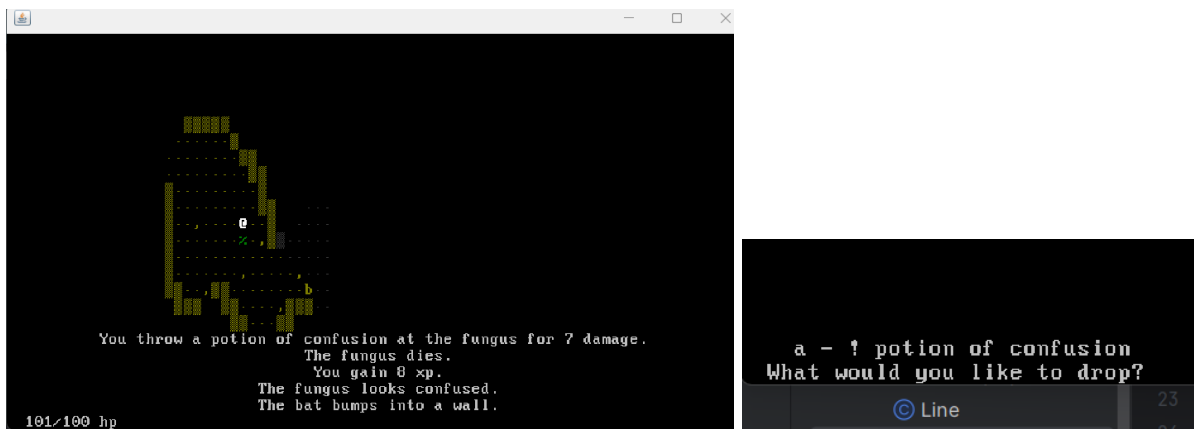 You throw a potion of confusion at the fungus for 7 damage.
The fungus dies.
You gain 8 xp.
The fungus looks confused.
The bat bumps into a wall.
101/100 hp
a - ! potion of confusion
What would you like to drop?
© Line
23